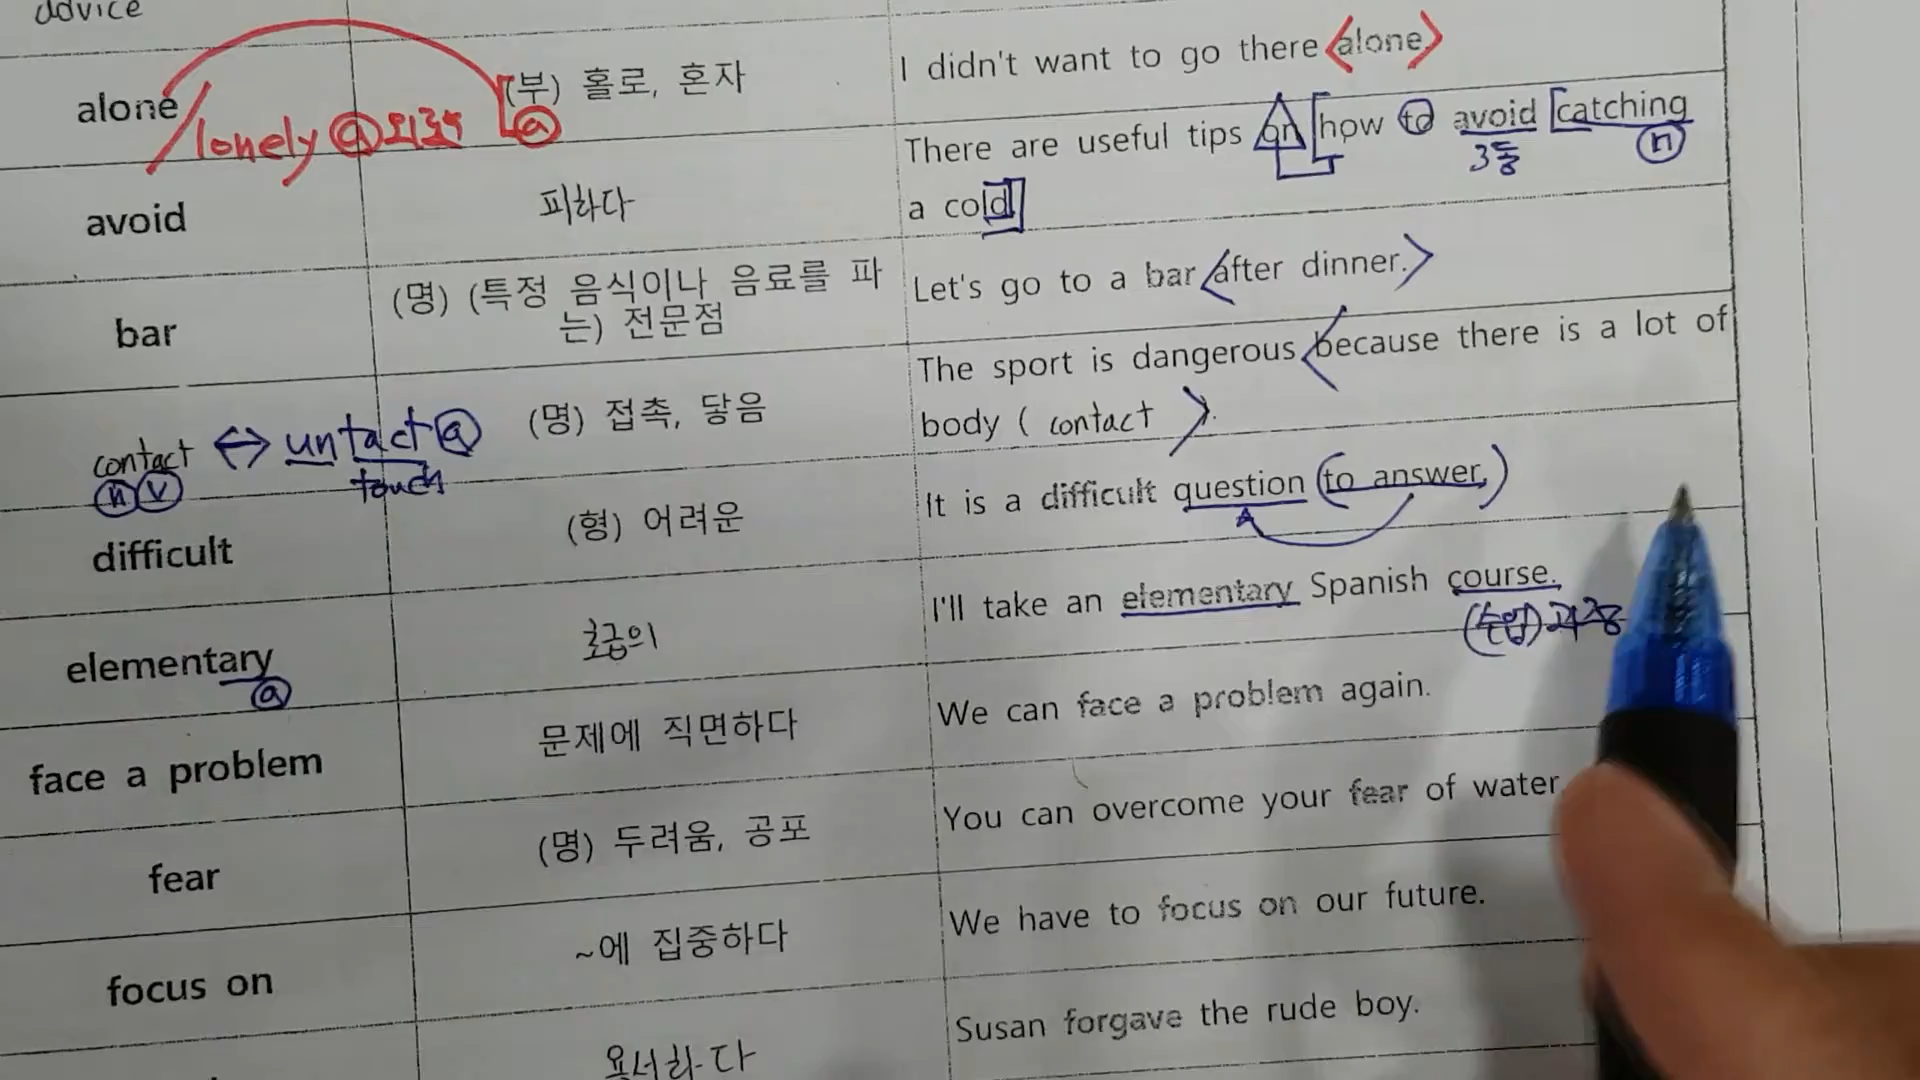 advice
alone
/lonely ⓐ 외로운
(부) 홀로, 혼자
ⓐ
I didn't want to go there <alone.>
avoid
피하다
There are useful tips on [how to avoid [catching
3동
ⓝ
a cold]
bar
(명) (특정 음식이나 음료를 파
는) 전문점
Let's go to a bar <after dinner.>
contact ↔ untact ⓐ
ⓝ ⓥ
touch
(명) 접촉, 닿음
The sport is dangerous <because there is a lot of
body ( contact ).
difficult
(형) 어려운
It is a difficult question (to answer.)
elementary
ⓐ
초급의
I'll take an elementary Spanish course.
(수업) 과정
face a problem
문제에 직면하다
We can face a problem again.
fear
(명) 두려움, 공포
You can overcome your fear of water
focus on
~에 집중하다
We have to focus on our future.
용서하다
Susan forgave the rude boy.